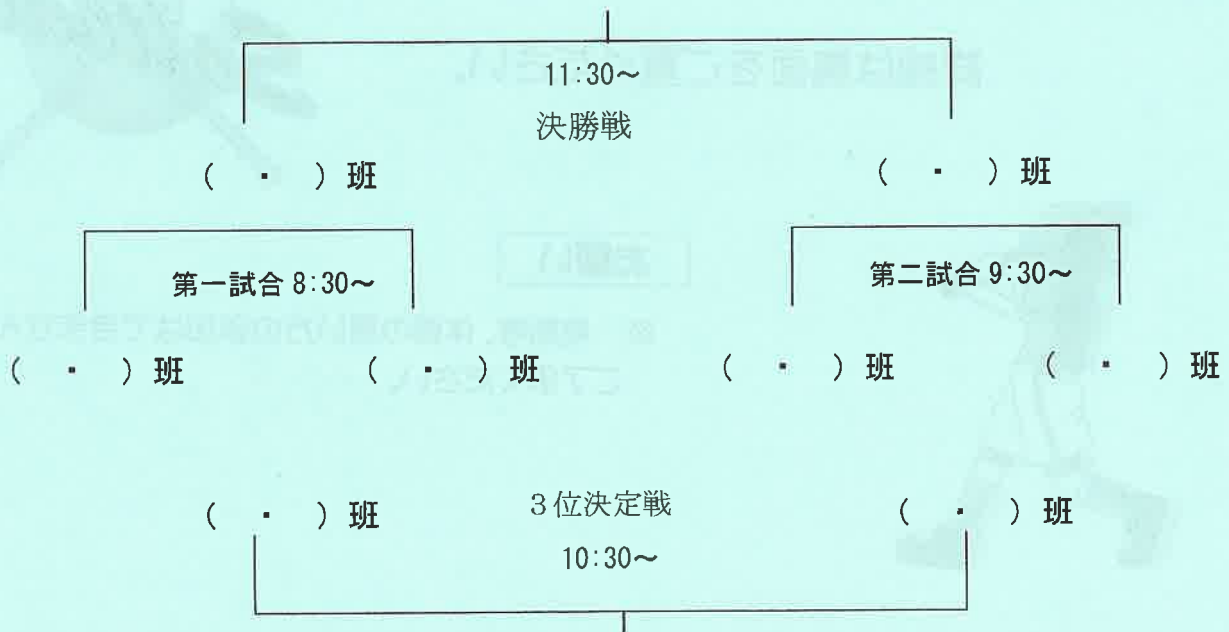 11:30～
決勝戦
（　・　）班
（　・　）班
第一試合 8:30～
第二試合 9:30～
（　・　）班
（　・　）班
（　・　）班
（　・　）班
（　・　）班
3位決定戦
（　・　）班
10:30～